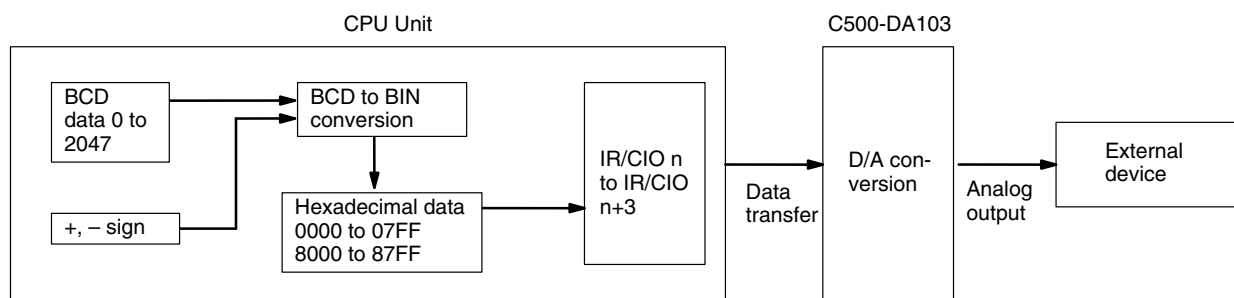 CPU Unit
C500-DA103
BCD
data 0 to
2047
BCD to BIN
conversion
+, – sign
Hexadecimal data
0000 to 07FF
8000 to 87FF
IR/CIO n
to IR/CIO
n+3
Data
transfer
D/A con-
version
Analog
output
External
device